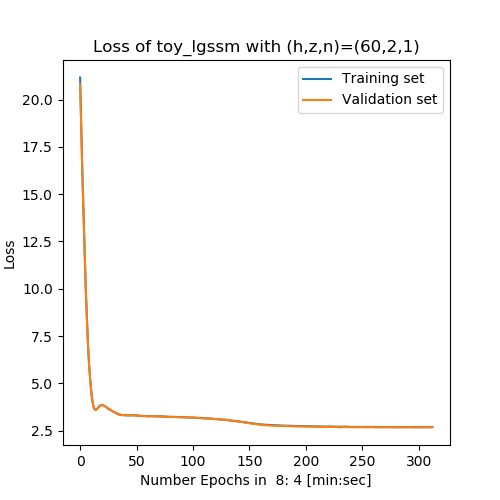 Loss of toy_lgssm with (h,z,n)=(60,2,1)
Training set
Validation set
20.0
17.5
15.0
12.5
10.0
7.5
5.0
2.5
Loss
0 50 100 150 200 250 300
Number Epochs in  8: 4 [min:sec]